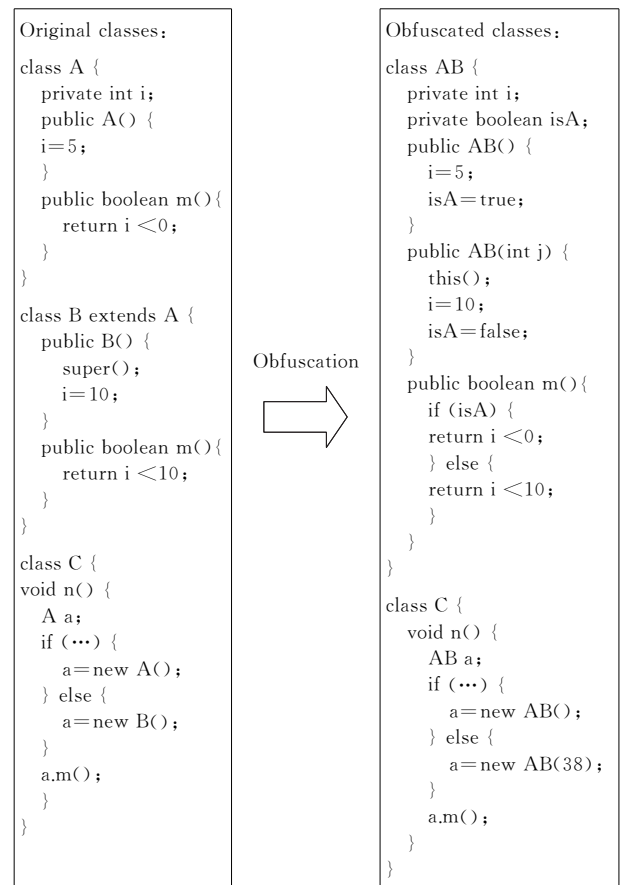 Original classes:
class A {
private int i;
public A() {
i=5;
}
public boolean m(){
return i <0;
}
}
class B extends A {
public B() {
super();
i=10;
}
public boolean m(){
return i <10;
}
}
class C {
void n() {
A a;
if (⋯) {
a=new A();
} else {
a=new B();
}
a.m();
}
}
Obfuscation
Obfuscated classes:
class AB {
private int i;
private boolean isA;
public AB() {
i=5;
isA=true;
}
public AB(int j) {
this();
i=10;
isA=false;
}
public boolean m(){
if (isA) {
return i <0;
} else {
return i <10;
}
}
}
class C {
void n() {
AB a;
if (⋯) {
a=new AB();
} else {
a=new AB(38);
}
a.m();
}
}